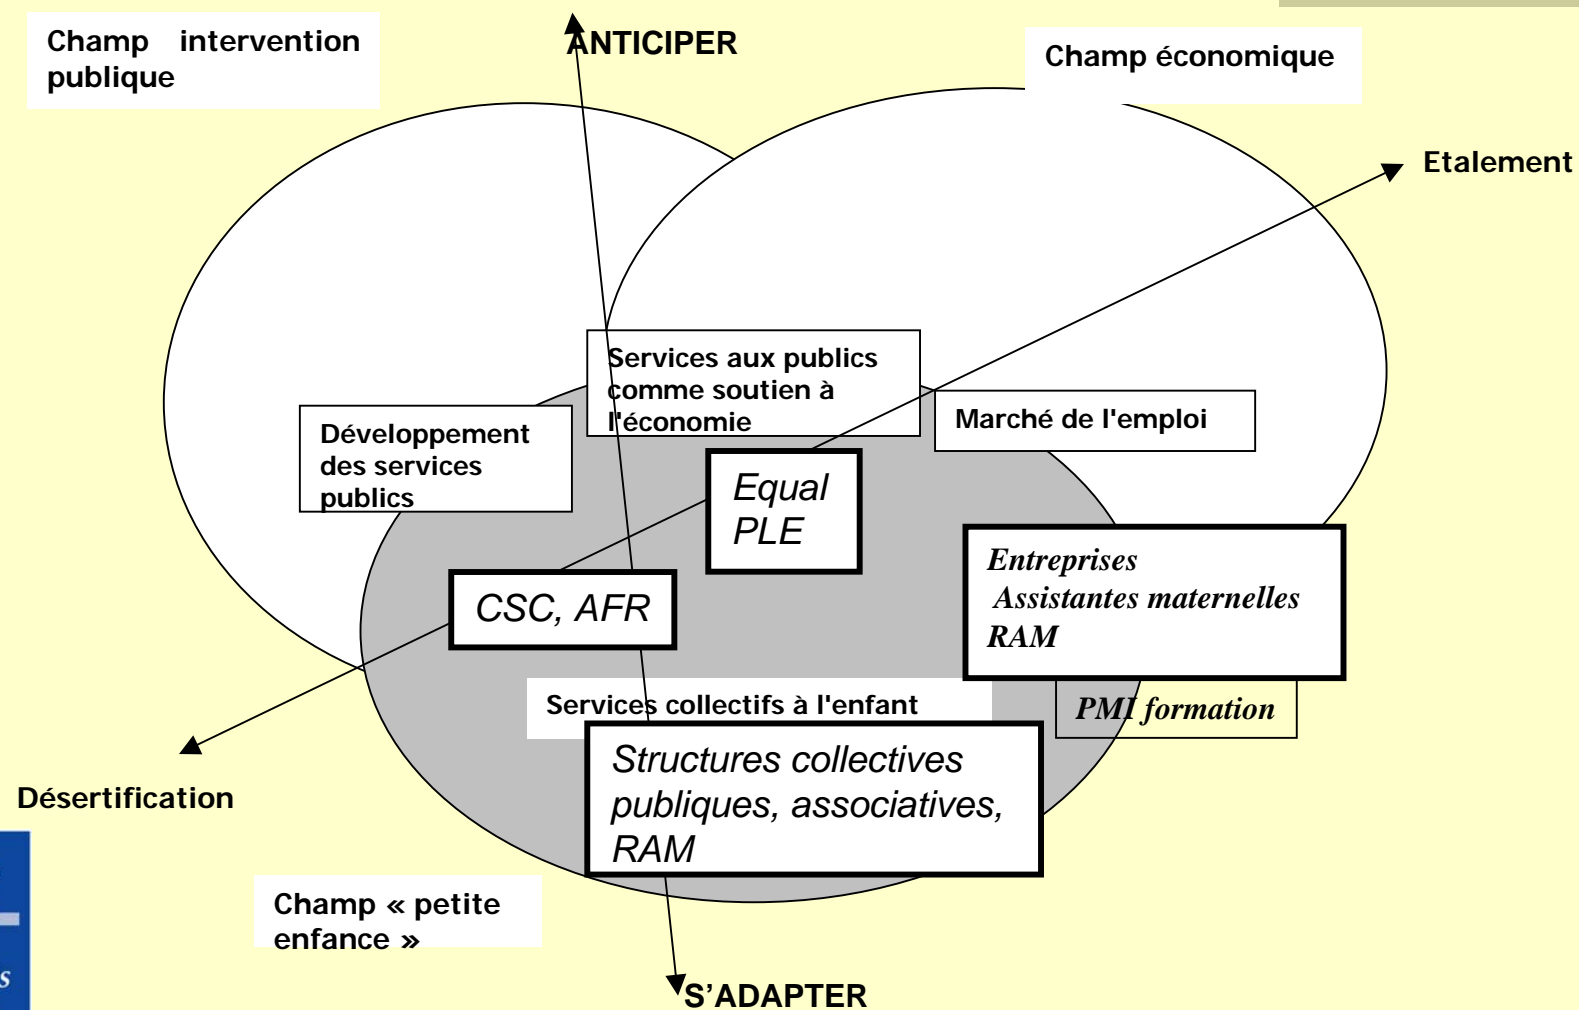 Champ intervention
publique
ANTICIPER
Champ économique
Etalement
Services aux publics
comme soutien à
l'économie
Développement
des services
publics
Marché de l'emploi
Equal
PLE
CSC, AFR
Entreprises
Assistantes maternelles
RAM
PMI formation
Services collectifs à l'enfant
Structures collectives
publiques, associatives,
RAM
Désertification
Champ « petite
enfance »
S'ADAPTER